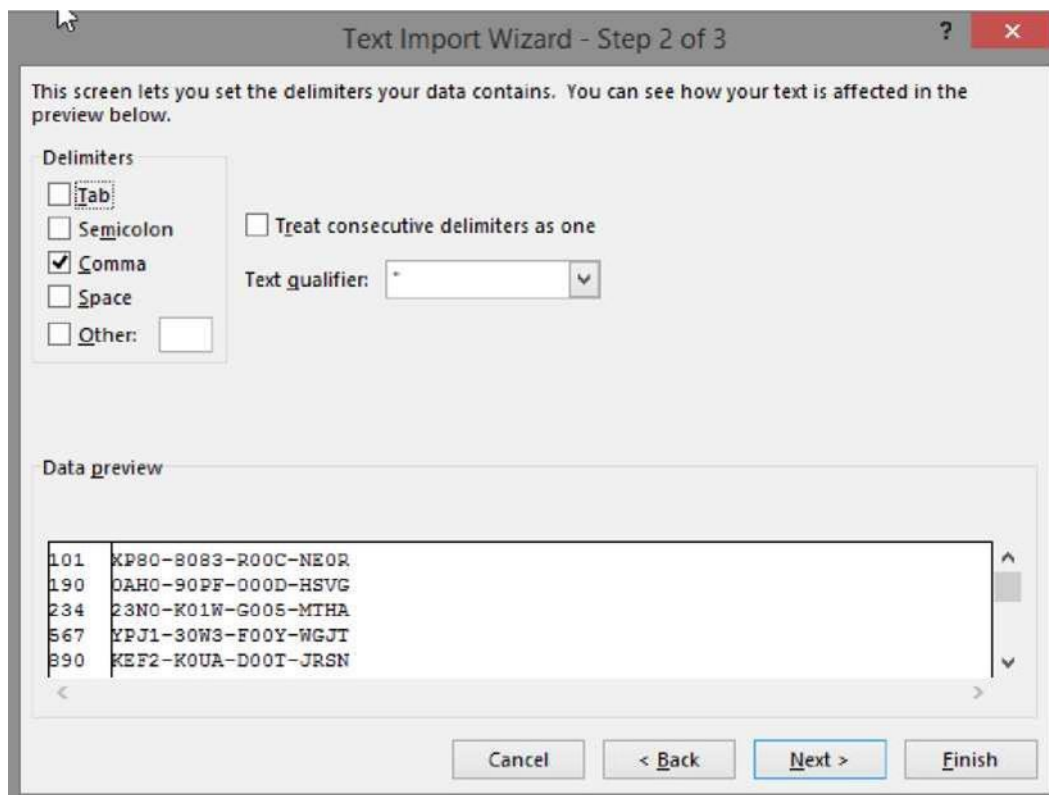 Text Import Wizard - Step 2 of 3 ?
This screen lets you set the delimiters your data contains. You can see how your text is affected in the
preview below.
Delimiters
Tab
Semicolon
Treat consecutive delimiters as one
Comma
Text qualifier: "
Space
Other:
Data preview
101 XP80-8083-R00C-NE0R
190 0AH0-90PF-000D-HSVG
234 23N0-K01W-G005-MTHA
567 YPJ1-30W3-F00Y-WGJT
890 KEF2-K0UA-D00T-JRSN
Cancel < Back Next > Finish